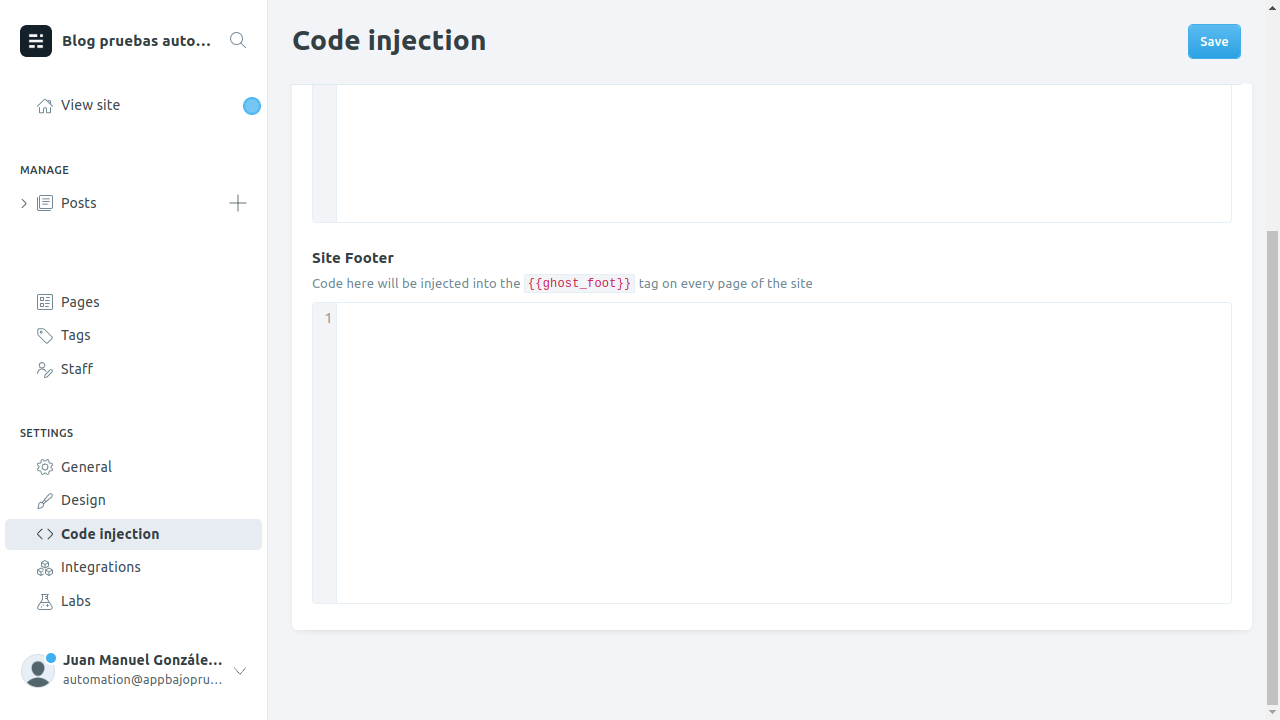 Blog pruebas auto...
Code injection
Save
View site
MANAGE
Posts
Pages
Tags
Staff
SETTINGS
General
Design
Code injection
Integrations
Labs
Juan Manuel Gonzále...
automation@appbajopru...
Site Footer
Code here will be injected into the {{ghost_foot}} tag on every page of the site
1